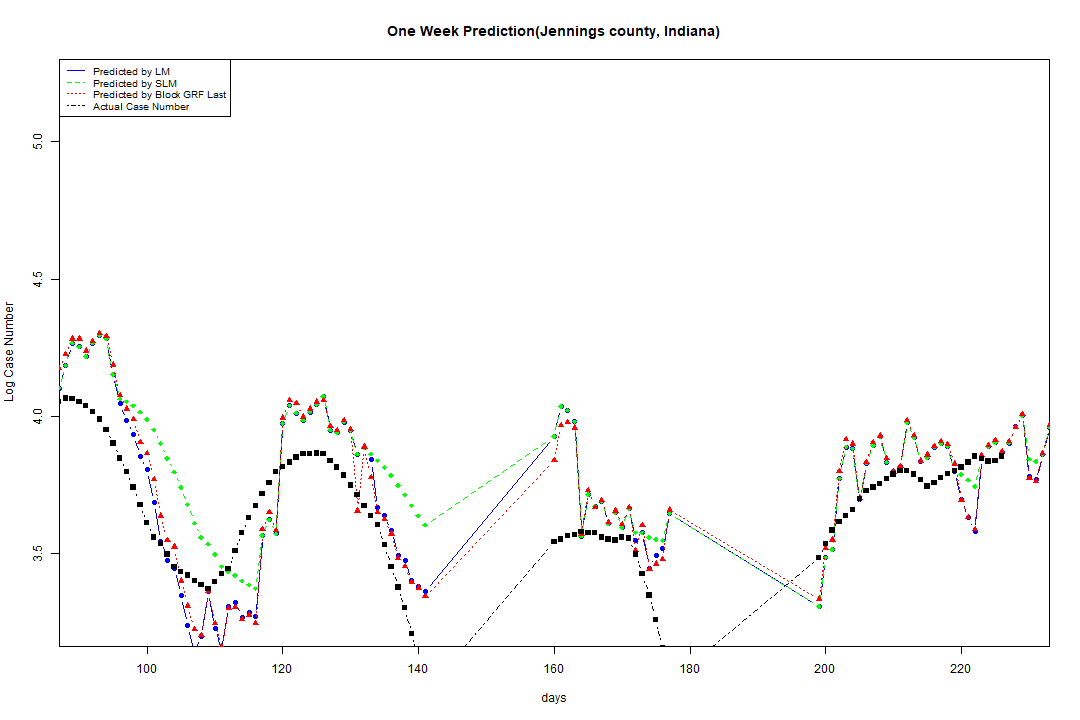 One Week Prediction(Jennings county, Indiana)
Predicted by LM
Predicted by SLM
Predicted by Block GRF Last
Actual Case Number
5.0
4.5
4.0
3.5
Log Case Number
100 120 140 160 180 200 220
days